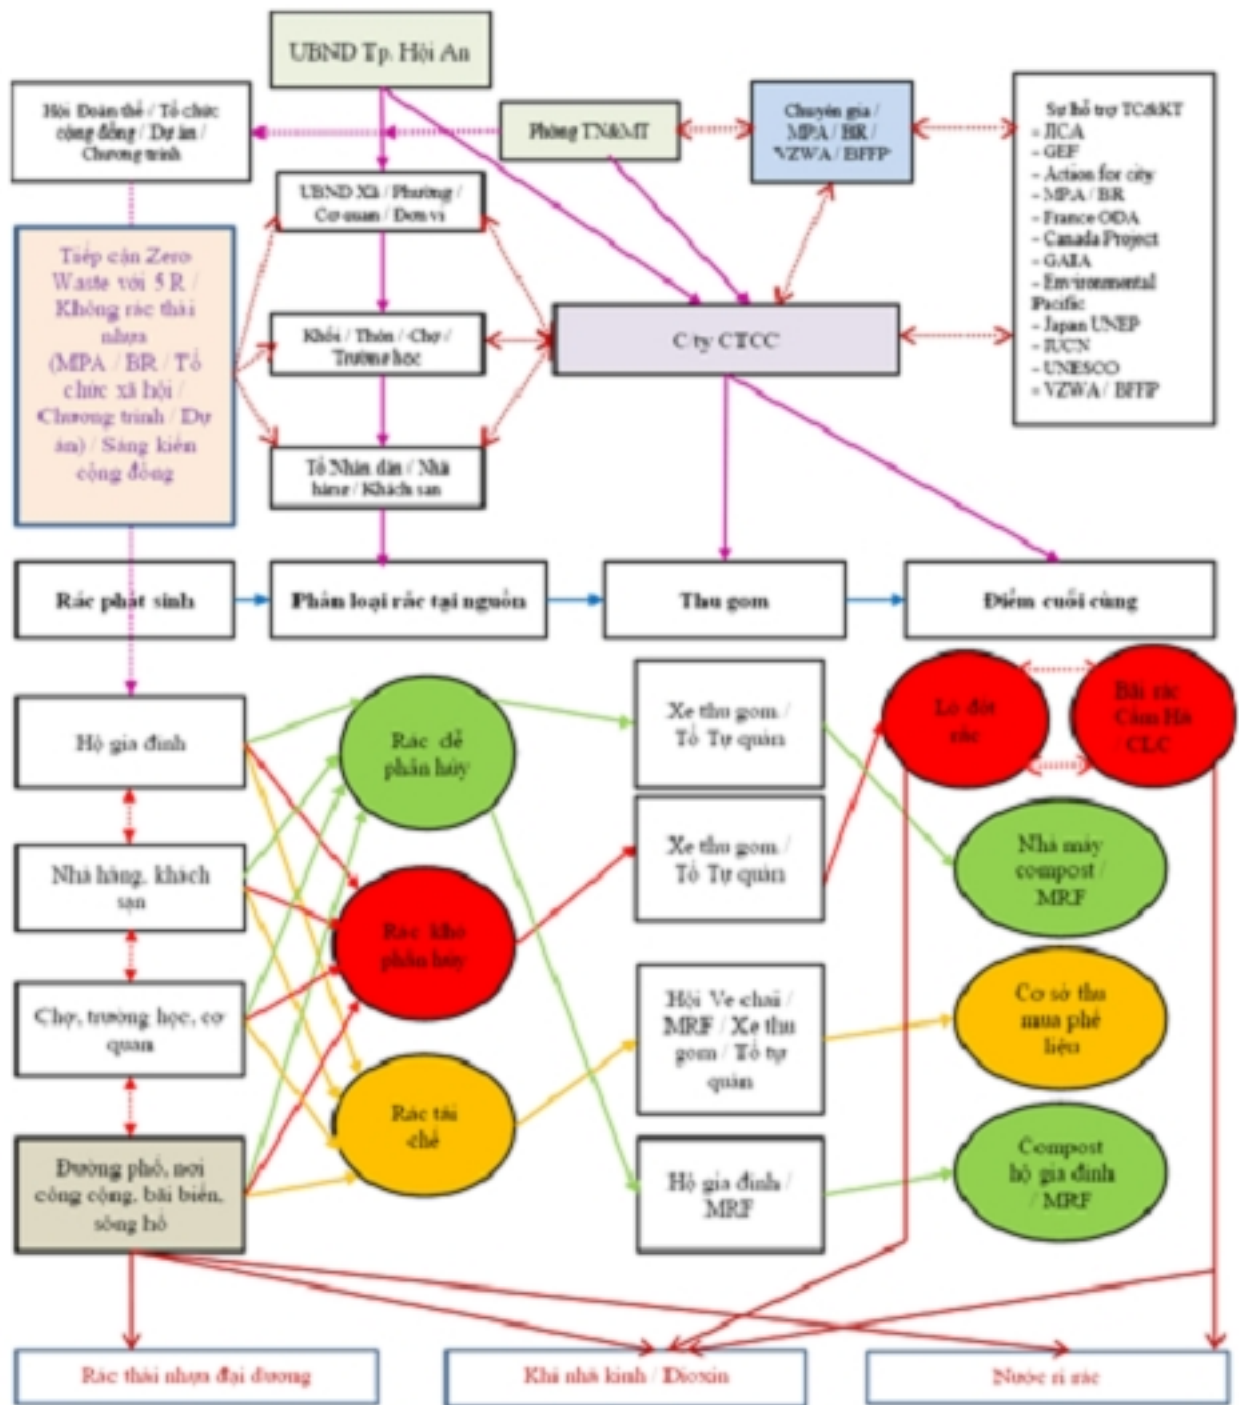 UBND Tp. Hội An
Hội Đoàn thể / Tổ chức
cộng đồng / Dự án /
Chương trình
Phòng TN&MT
Chuyên gia /
MPA / BR /
VZWA / BFFP
Sự hỗ trợ TC&KT
- JICA
- GEF
- Action for city
- MPA / BR
- France ODA
- Canada Project
- GAIA
- Environmental
Pacific
- Japan UNEP
- IUCN
- UNESCO
- VZWA / BFFP
UBND Xã / Phường /
Cơ quan / Đơn vị
Tiếp cận Zero
Waste với 5 R /
Không rác thải
nhựa
(MPA / BR / Tổ
chức xã hội /
Chương trình / Dự
án) / Sáng kiến
cộng đồng
Khối / Thôn / Chợ /
Trường học
C.ty CTCC
Tổ Nhân dân / Nhà
hàng / Khách sạn
Rác phát sinh
Phân loại rác tại nguồn
Thu gom
Điểm cuối cùng
Hộ gia đình
Rác dễ
phân hủy
Xe thu gom /
Tổ Tự quản
Lò đốt
rác
Bãi rác
Cẩm Hà
/ CLC
Nhà hàng, khách
sạn
Rác khó
phân hủy
Xe thu gom /
Tổ Tự quản
Nhà máy
compost /
MRF
Chợ, trường học, cơ
quan
Rác tái
chế
Hội Ve chai /
MRF / Xe thu
gom / Tổ tự
quản
Cơ sở thu
mua phế
liệu
Đường phố, nơi
công cộng, bãi biển,
sông hồ
Hộ gia đình /
MRF
Compost
hộ gia đình
/ MRF
Rác thải nhựa đại dương
Khí nhà kính / Dioxin
Nước rỉ rác